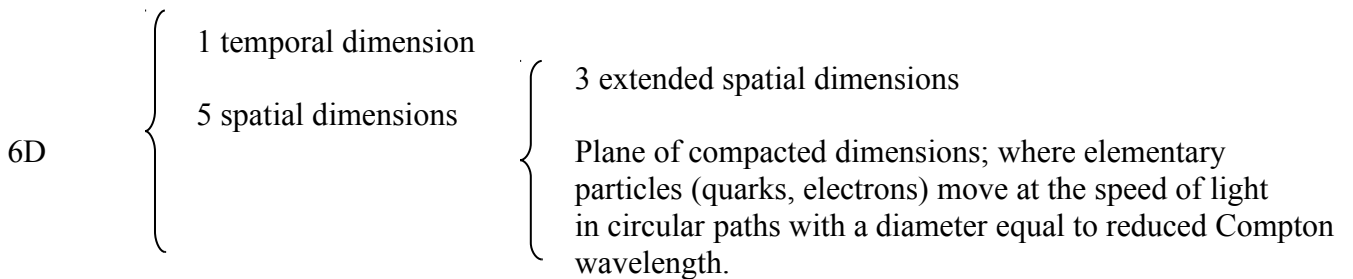 1 temporal dimension
3 extended spatial dimensions
5 spatial dimensions
6D
Plane of compacted dimensions; where elementary
particles (quarks, electrons) move at the speed of light
in circular paths with a diameter equal to reduced Compton
wavelength.